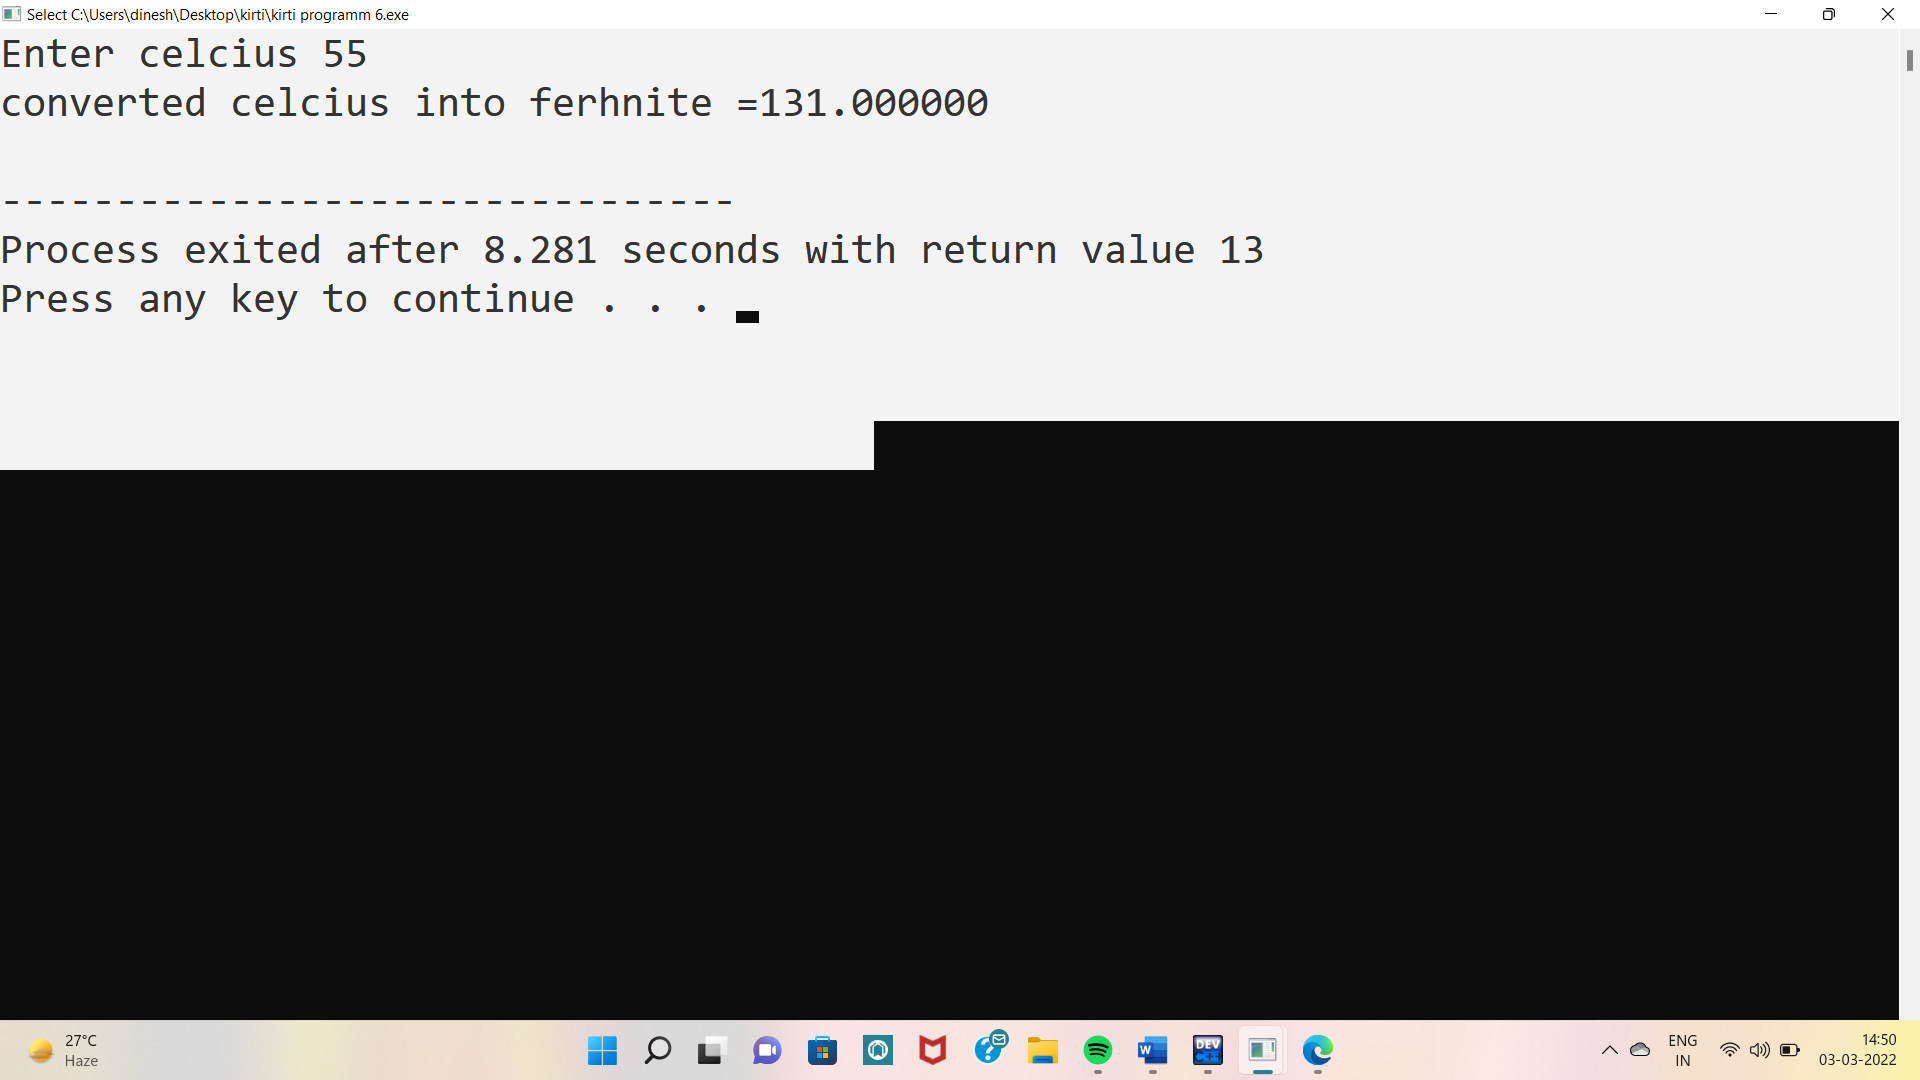 Select C:\Users\dinesh\Desktop\kirti\kirti programm 6.exe
Enter celcius 55
converted celcius into ferhnite =131.000000
--------------------------------
Process exited after 8.281 seconds with return value 13
Press any key to continue . . .
27°C
Haze
W
DEV
C++
ENG
IN
14:50
03-03-2022